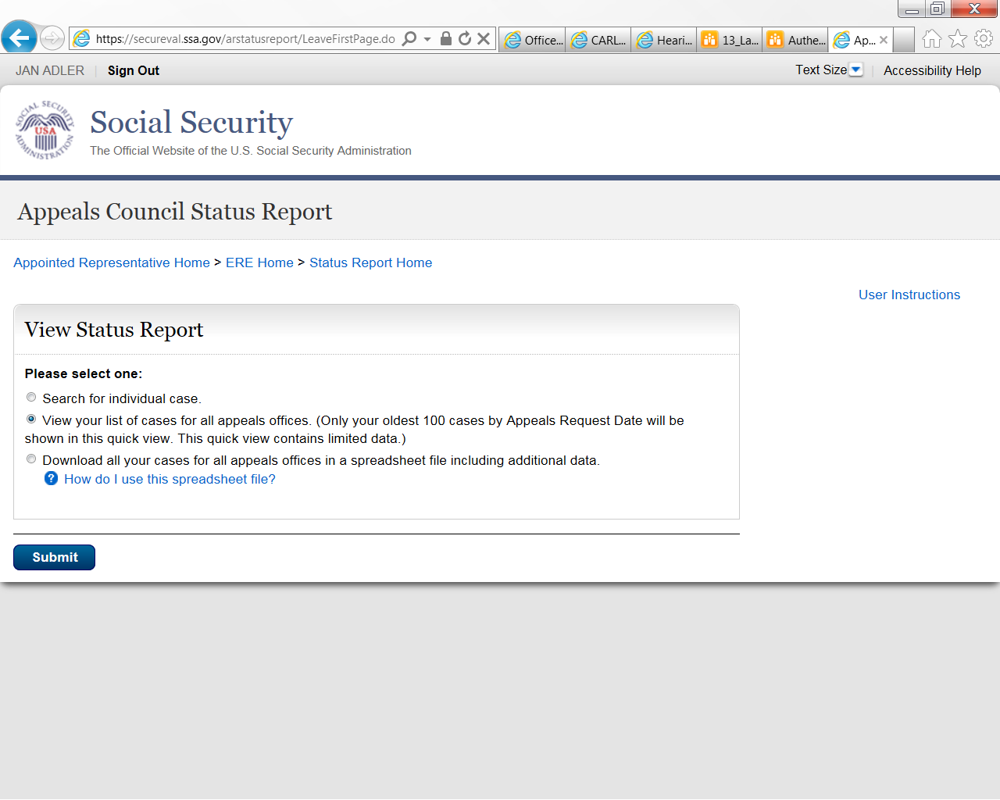 https://secureval.ssa.gov/arstatusreport/LeaveFirstPage.do
Office...
CARL...
Heari...
13_La...
Authe...
Ap...
JAN ADLER
Sign Out
Text Size
Accessibility Help
SOCIAL SECURITY ADMINISTRATION
USA
Social Security
The Official Website of the U.S. Social Security Administration
Appeals Council Status Report
Appointed Representative Home > ERE Home > Status Report Home
User Instructions
View Status Report
Please select one:
Search for individual case.
View your list of cases for all appeals offices. (Only your oldest 100 cases by Appeals Request Date will be
shown in this quick view. This quick view contains limited data.)
Download all your cases for all appeals offices in a spreadsheet file including additional data.
? How do I use this spreadsheet file?
Submit